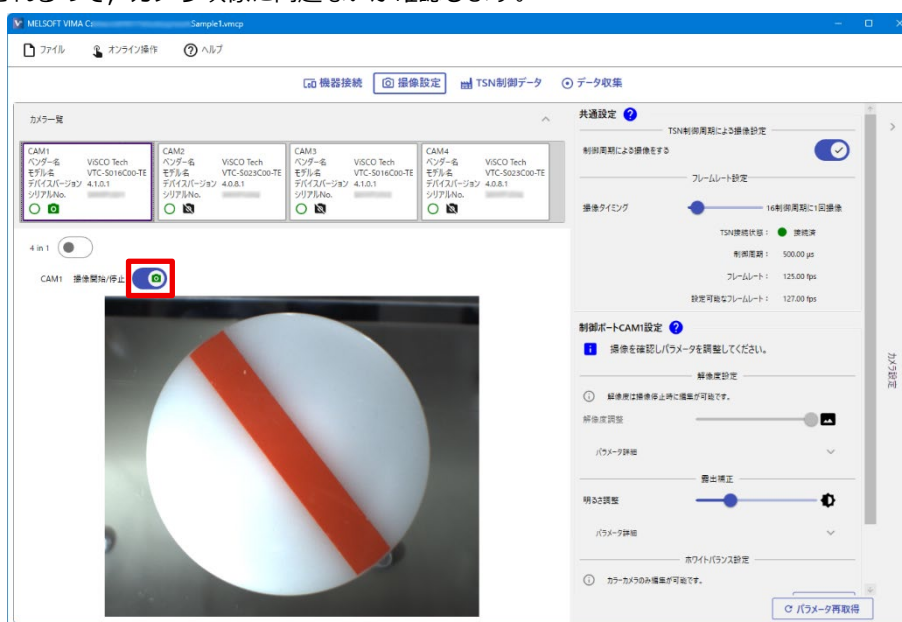 MELSOFT VIMA C Sample1.vmcp
ファイル オンライン操作 ヘルプ
機器接続 撮像設定 TSN制御データ データ収集
カメラ一覧
CAM1
ベンダー名 ViSCO Tech
モデル名 VTC-S016C00-TE
デバイスバージョン 4.1.0.1
シリアルNo.
CAM2
ベンダー名 ViSCO Tech
モデル名 VTC-S023C00-TE
デバイスバージョン 4.0.8.1
シリアルNo.
CAM3
ベンダー名 ViSCO Tech
モデル名 VTC-S016C00-TE
デバイスバージョン 4.1.0.1
シリアルNo.
CAM4
ベンダー名 ViSCO Tech
モデル名 VTC-S023C00-TE
デバイスバージョン 4.0.8.1
シリアルNo.
4 in 1
CAM1 撮像開始/停止
共通設定
TSN制御周期による撮像設定
制御周期による撮像をする
フレームレート設定
撮像タイミング 16制御周期に1回撮像
TSN接続状態： 接続済
制御周期： 500.00 μs
フレームレート： 125.00 fps
設定可能なフレームレート： 127.00 fps
制御ポートCAM1設定
撮像を確認しパラメータを調整してください。
解像度設定
解像度は撮像停止時に編集が可能です。
解像度調整
パラメータ詳細
露出補正
明るさ調整
パラメータ詳細
ホワイトバランス設定
カラーカメラのみ編集が可能です。
パラメータ再取得
カメラ設定